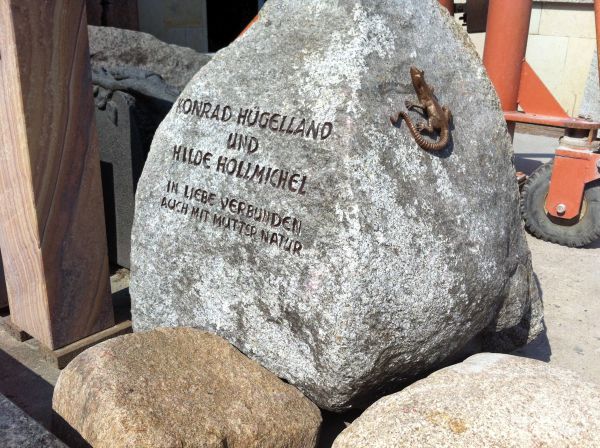 KONRAD HÜGELLAND
UND
HILDE HOLLMICHEL
IN LIEBE VERBUNDEN
AUCH MIT MUTTER NATUR